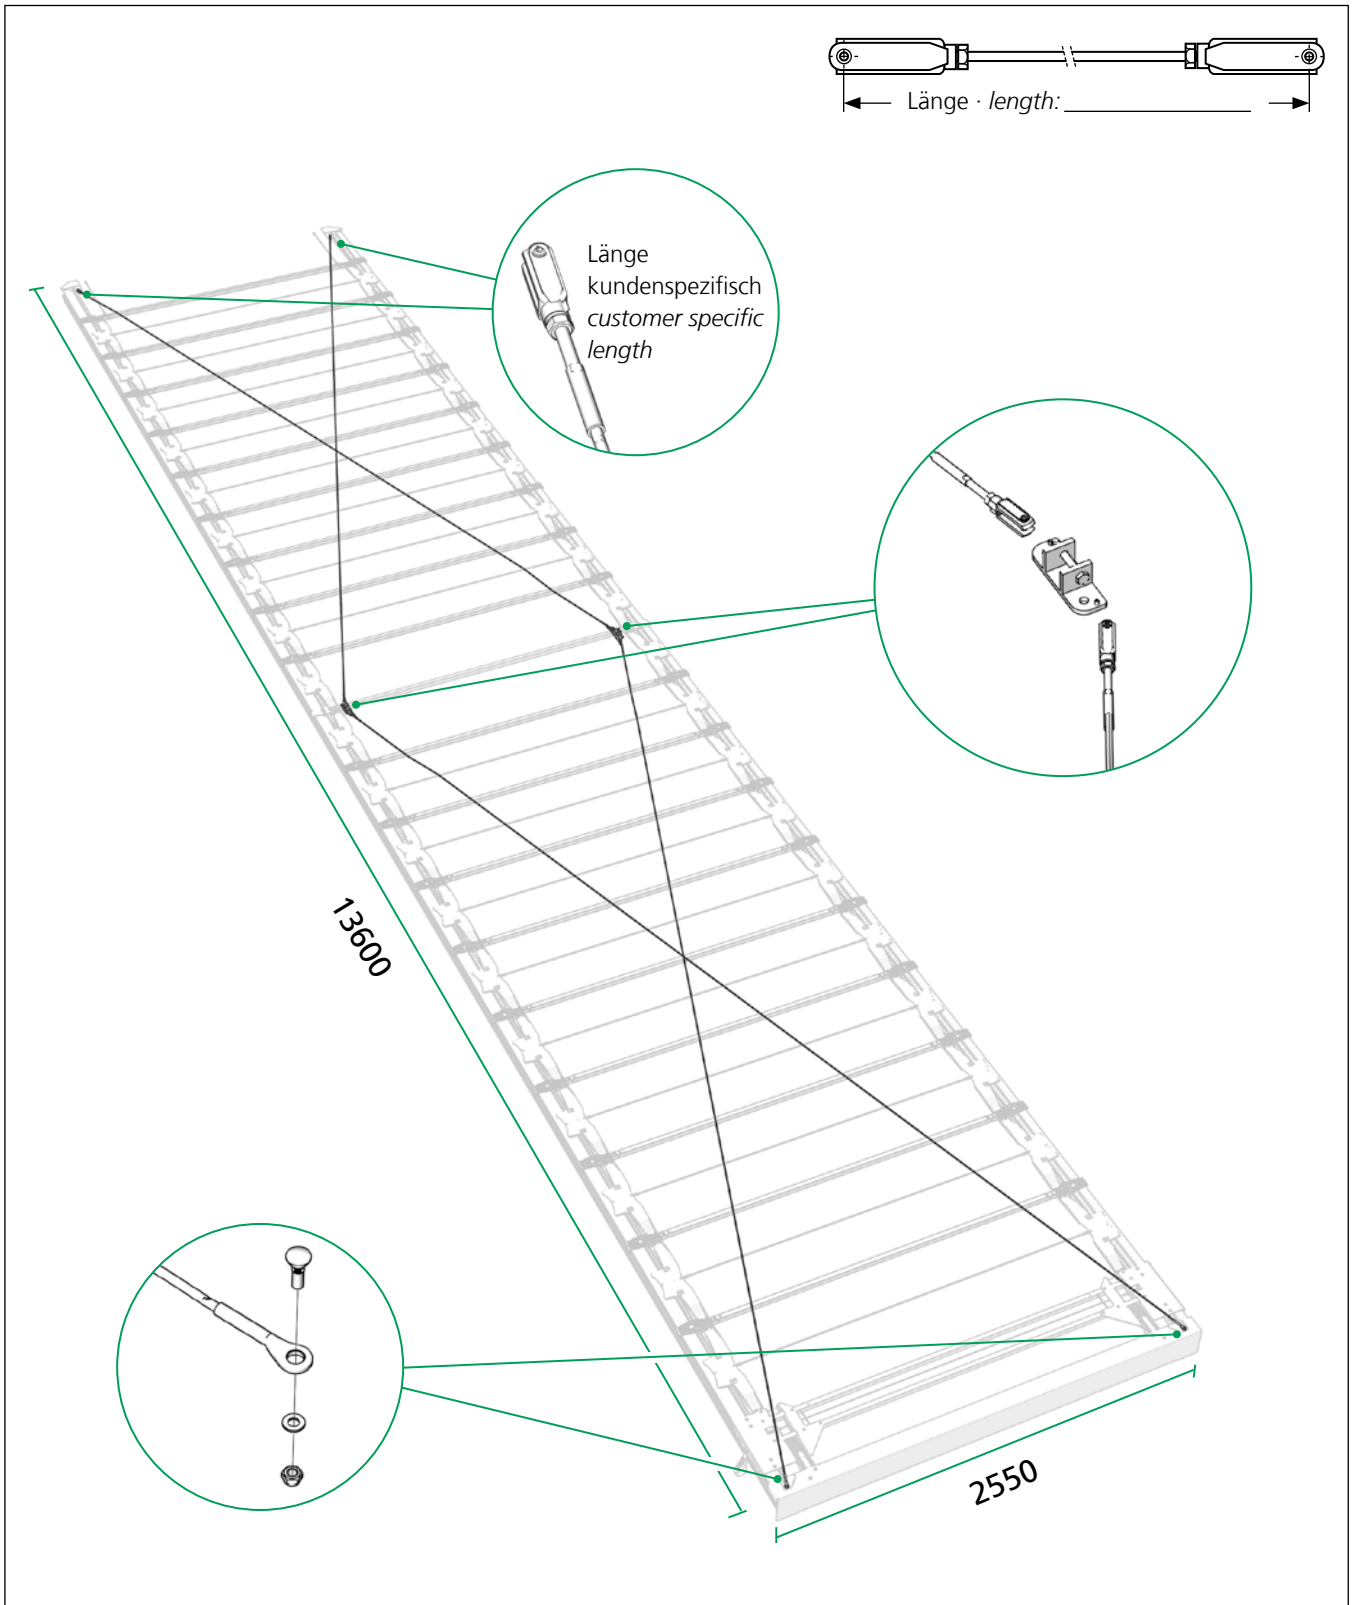 Länge · length:
Länge
kundenspezifisch
customer specific
length
13600
2550